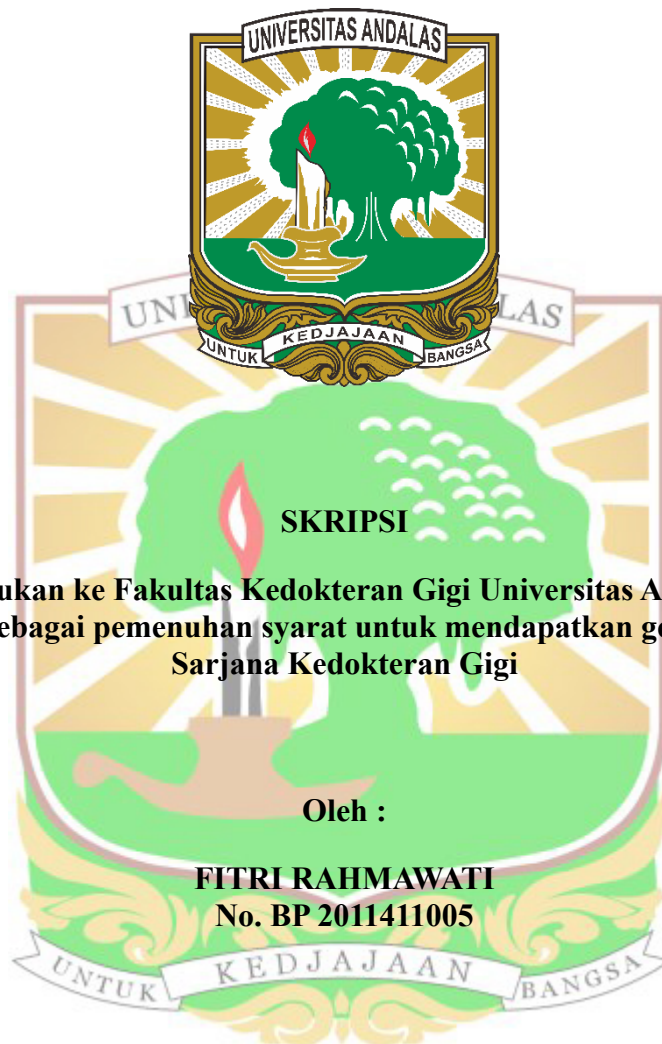 UNIVERSITAS ANDALAS
UNTUK KEDJAJAAN BANGSA
SKRIPSI
ukan ke Fakultas Kedokteran Gigi Universitas A
ebagai pemenuhan syarat untuk mendapatkan g
Sarjana Kedokteran Gigi
Oleh :
FITRI RAHMAWATI
No. BP 2011411005
UNTUK KEDJAJAAN BANGSA